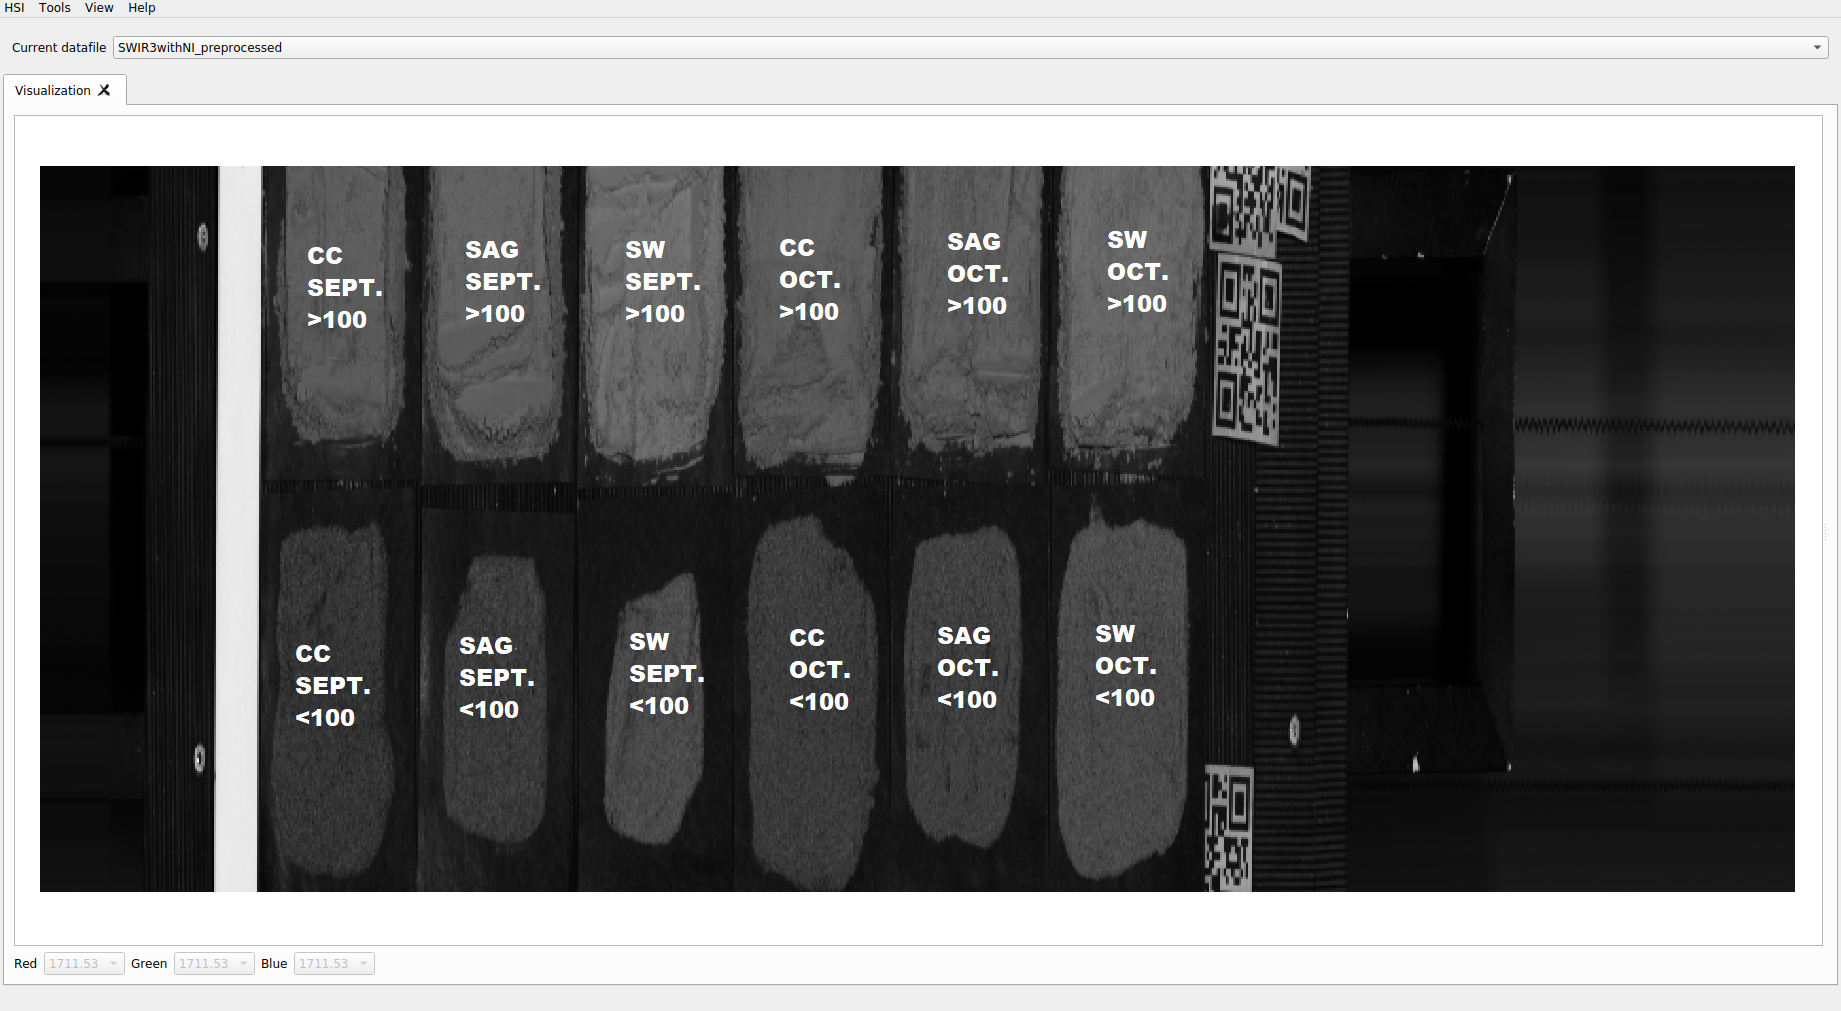 HSI Tools View Help
Current datafile SWIR3withNI_preprocessed
Visualization
CC
SEPT.
>100
SAG
SEPT.
>100
SW
SEPT.
>100
CC
OCT.
>100
SAG
OCT.
>100
SW
OCT.
>100
CC
SEPT.
<100
SAG
SEPT.
<100
SW
SEPT.
<100
CC
OCT.
<100
SAG
OCT.
<100
SW
OCT.
<100
Red 1711.53 Green 1711.53 Blue 1711.53